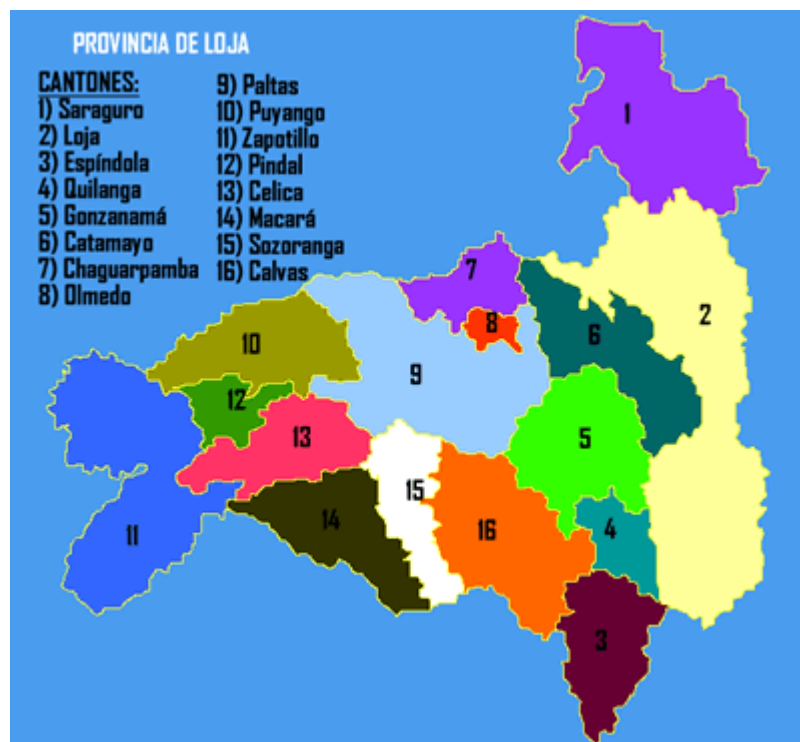 PROVINCIA DE LOJA
CANTONES:
1) Saraguro
2) Loja
3) Espíndola
4) Quilanga
5) Gonzanamá
6) Catamayo
7) Chaguarpamba
8) Olmedo
9) Paltas
10) Puyango
11) Zapotillo
12) Pindal
13) Celica
14) Macará
15) Sozoranga
16) Calvas
1
2
7
8
6
10
9
12
13
5
15
14
16
4
11
3